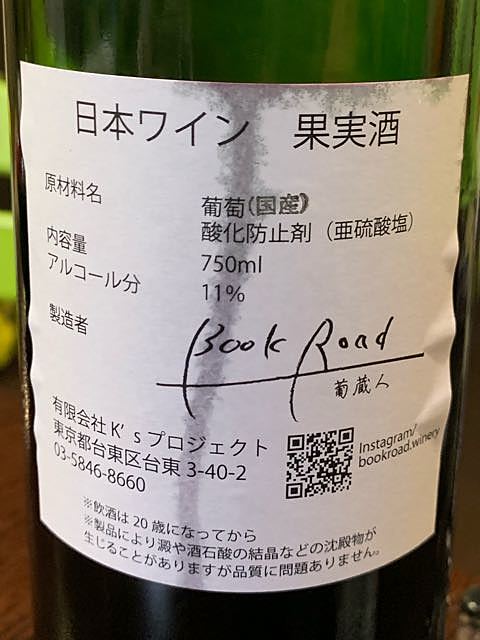 日本ワイン 果実酒
原材料名 葡萄(国産)
酸化防止剤（亜硫酸塩）
内容量 750ml
アルコール分 11%
製造者 Book Road
葡蔵人
有限会社K'sプロジェクト
東京都台東区台東3-40-2
03-5846-8660
Instagram/
bookroad.winery
※飲酒は20歳になってから
※製品により澱や酒石酸の結晶などの沈殿物が
生じることがありますが品質に問題ありません。